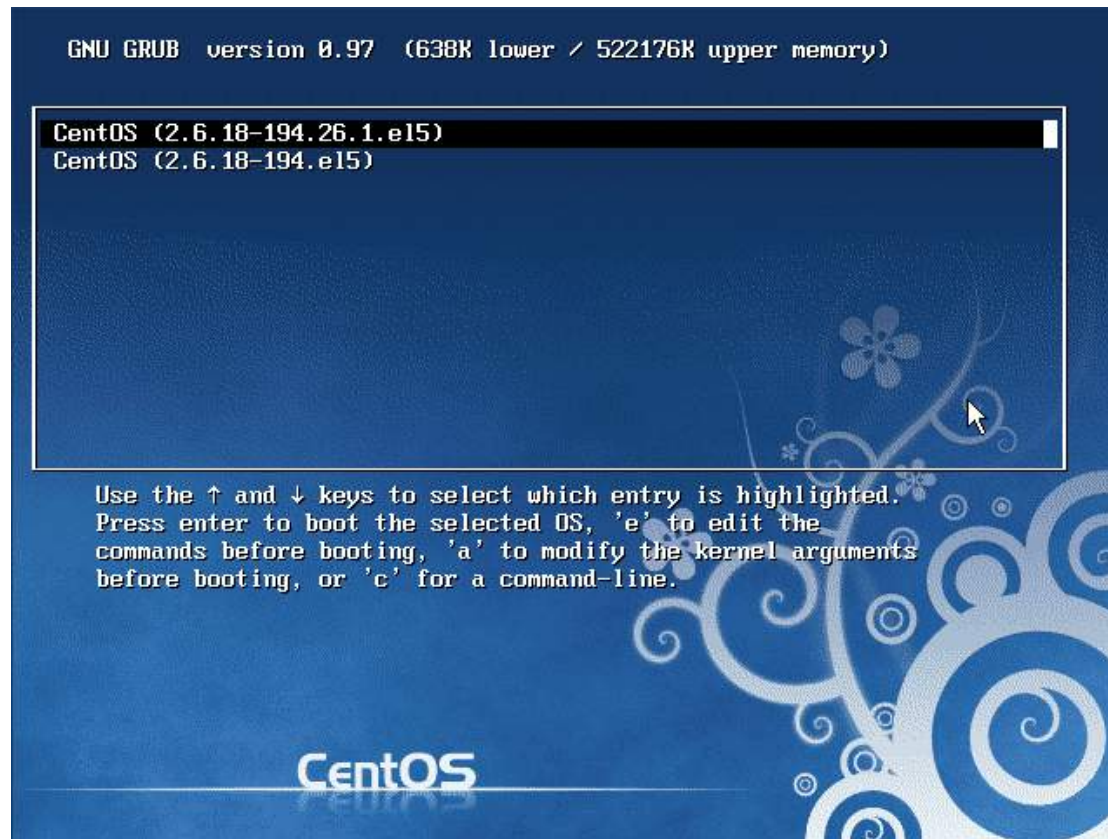 GNU GRUB version 0.97 (638K lower / 522176K upper memory)
CentOS (2.6.18-194.26.1.el5)
CentOS (2.6.18-194.el5)
Use the ↑ and ↓ keys to select which entry is highlighted.
Press enter to boot the selected OS, 'e' to edit the
commands before booting, 'a' to modify the kernel arguments
before booting, or 'c' for a command-line.
CentOS